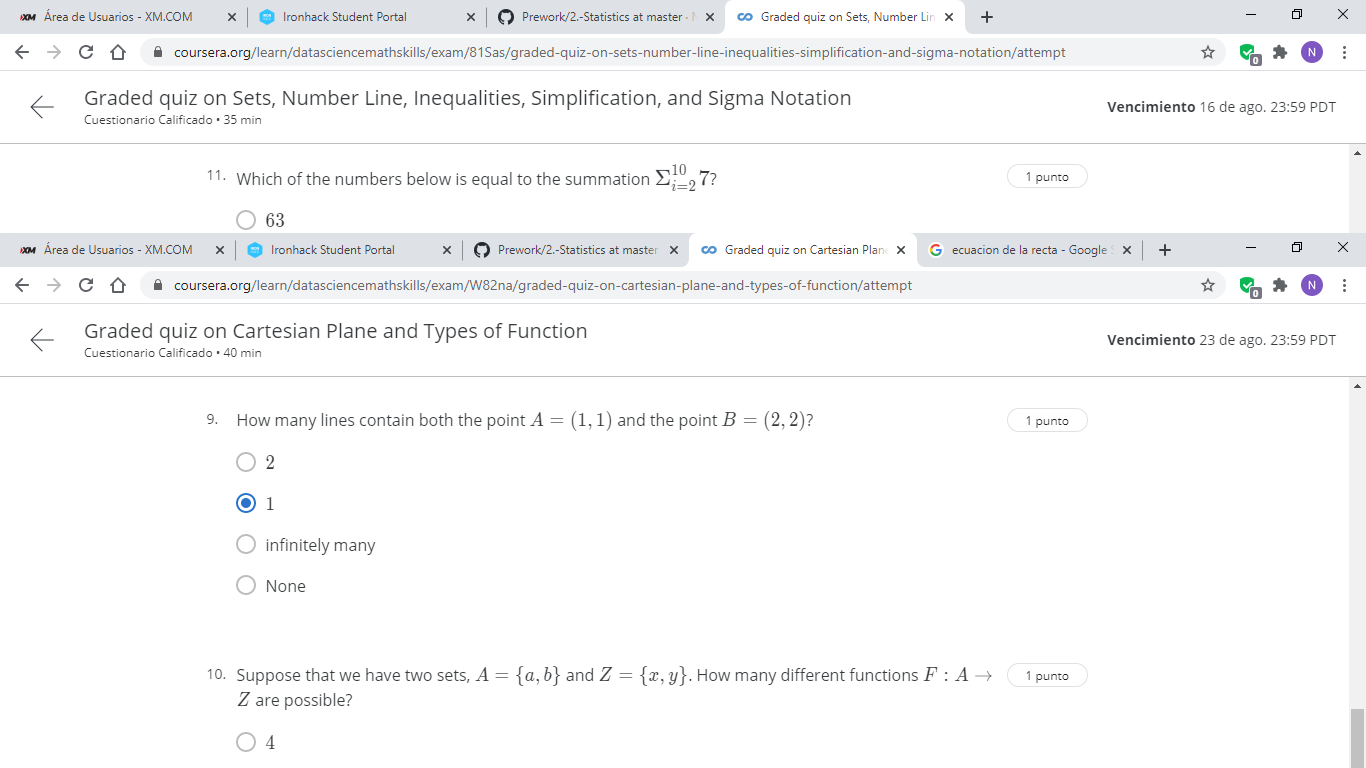 XM Área de Usuarios - XM.COM × Ironhack Student Portal × Prework/2.-Statistics at master · × Graded quiz on Sets, Number Lin × +
coursera.org/learn/datasciencemathskills/exam/81Sas/graded-quiz-on-sets-number-line-inequalities-simplification-and-sigma-notation/attempt 0 N
Graded quiz on Sets, Number Line, Inequalities, Simplification, and Sigma Notation
Cuestionario Calificado • 35 min
Vencimiento 16 de ago. 23:59 PDT
11. Which of the numbers below is equal to the summation Σ_{i=2}^{10} 7? 1 punto
63
XM Área de Usuarios - XM.COM × Ironhack Student Portal × Prework/2.-Statistics at master × Graded quiz on Cartesian Plan × G ecuacion de la recta - Google S × +
coursera.org/learn/datasciencemathskills/exam/W82na/graded-quiz-on-cartesian-plane-and-types-of-function/attempt 0 N
Graded quiz on Cartesian Plane and Types of Function
Cuestionario Calificado • 40 min
Vencimiento 23 de ago. 23:59 PDT
9. How many lines contain both the point A = (1, 1) and the point B = (2, 2)? 1 punto
2
1
infinitely many
None
10. Suppose that we have two sets, A = {a, b} and Z = {x, y}. How many different functions F : A → 1 punto
Z are possible?
4